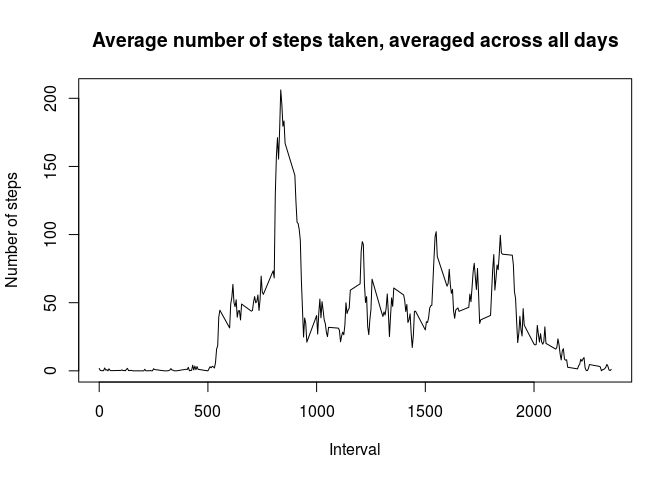 Average number of steps taken, averaged across all days
Number of steps
200
150
100
50
0
0 500 1000 1500 2000
Interval